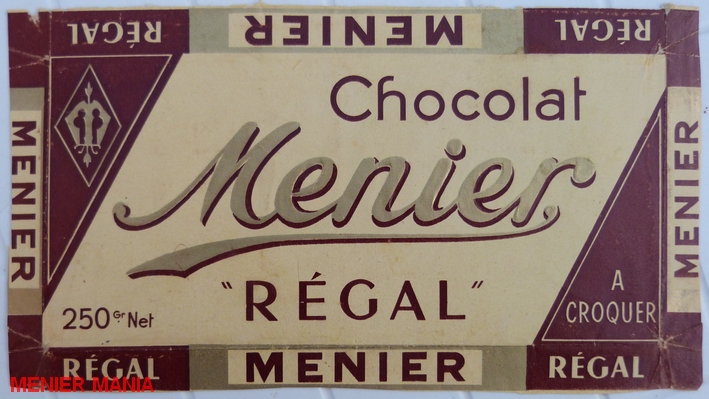 RÉGAL MENIER RÉGAL
Chocolat
Menier
"RÉGAL"
250 Gr Net
A
CROQUER
MENIER
MENIER
RÉGAL MENIER RÉGAL
MENIER MANIA